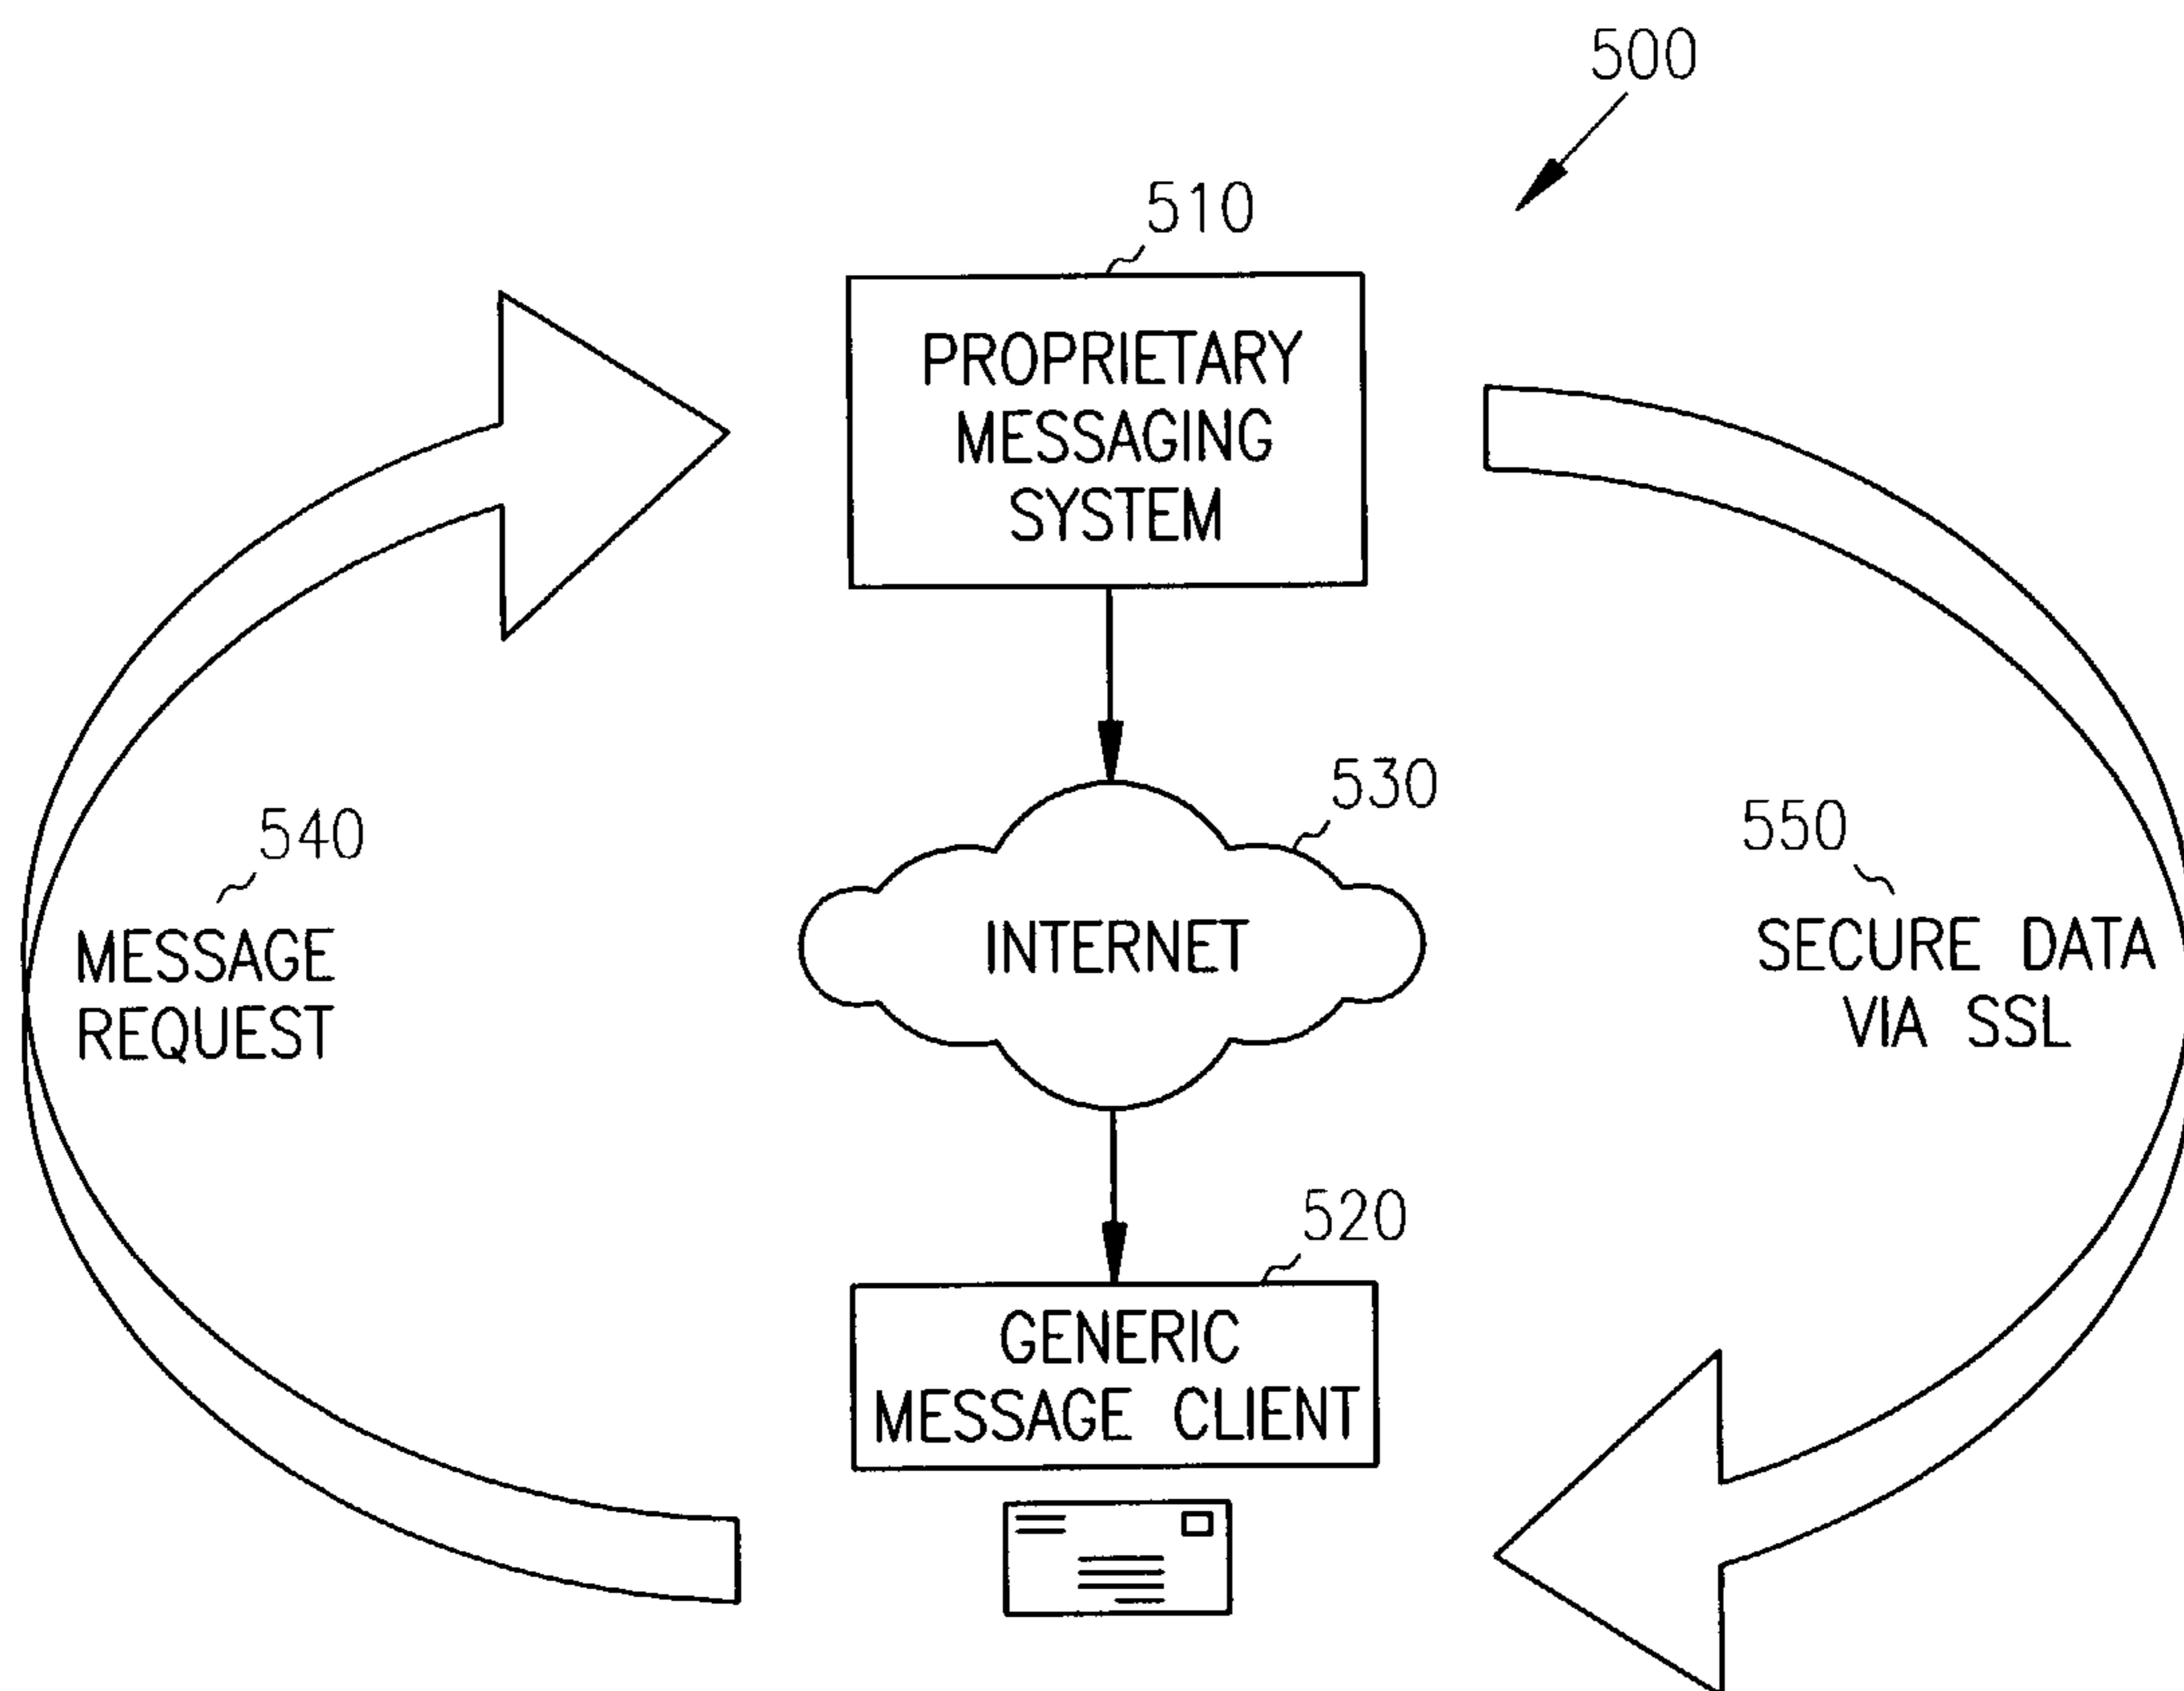 500
510
PROPRIETARY
MESSAGING
SYSTEM
530
INTERNET
540
MESSAGE
REQUEST
550
SECURE DATA
VIA SSL
520
GENERIC
MESSAGE CLIENT